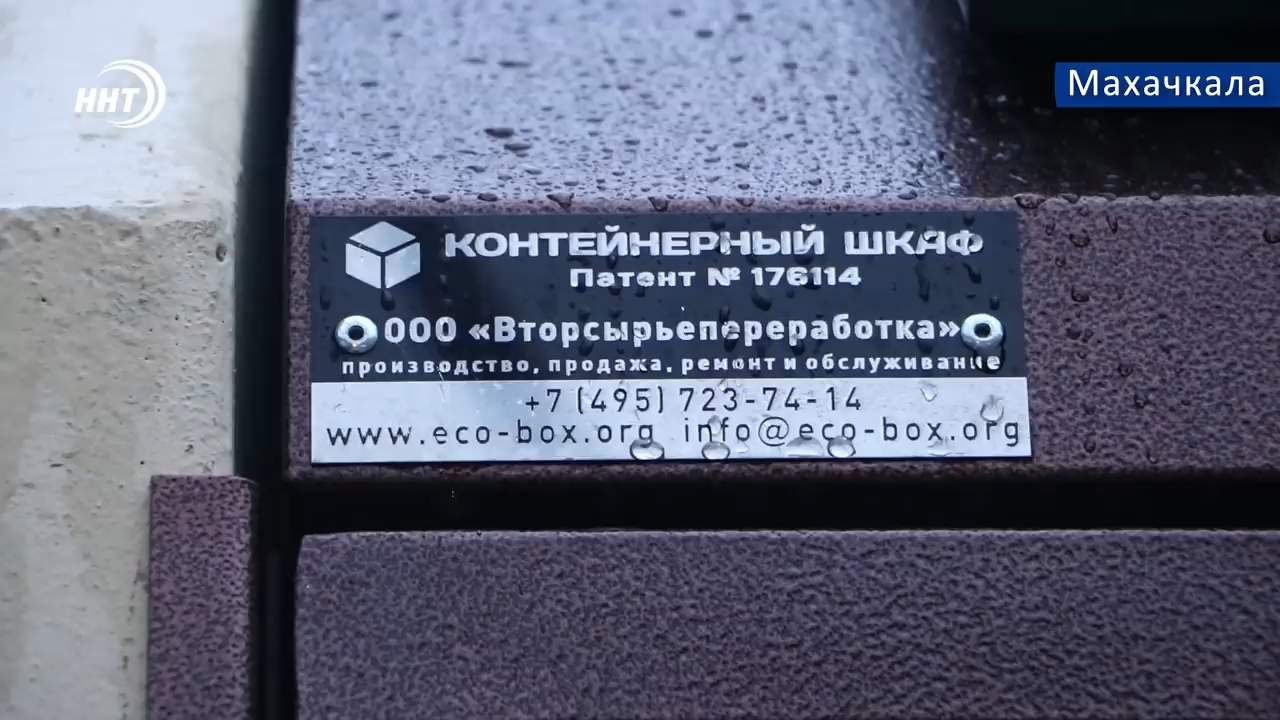 ННТ
Махачкала
КОНТЕЙНЕРНЫЙ ШКАФ
Патент № 176114
ООО «Вторсырьепереработка»
производство, продажа, ремонт и обслуживание
+7 (495) 723-74-14
www.eco-box.org info@eco-box.org